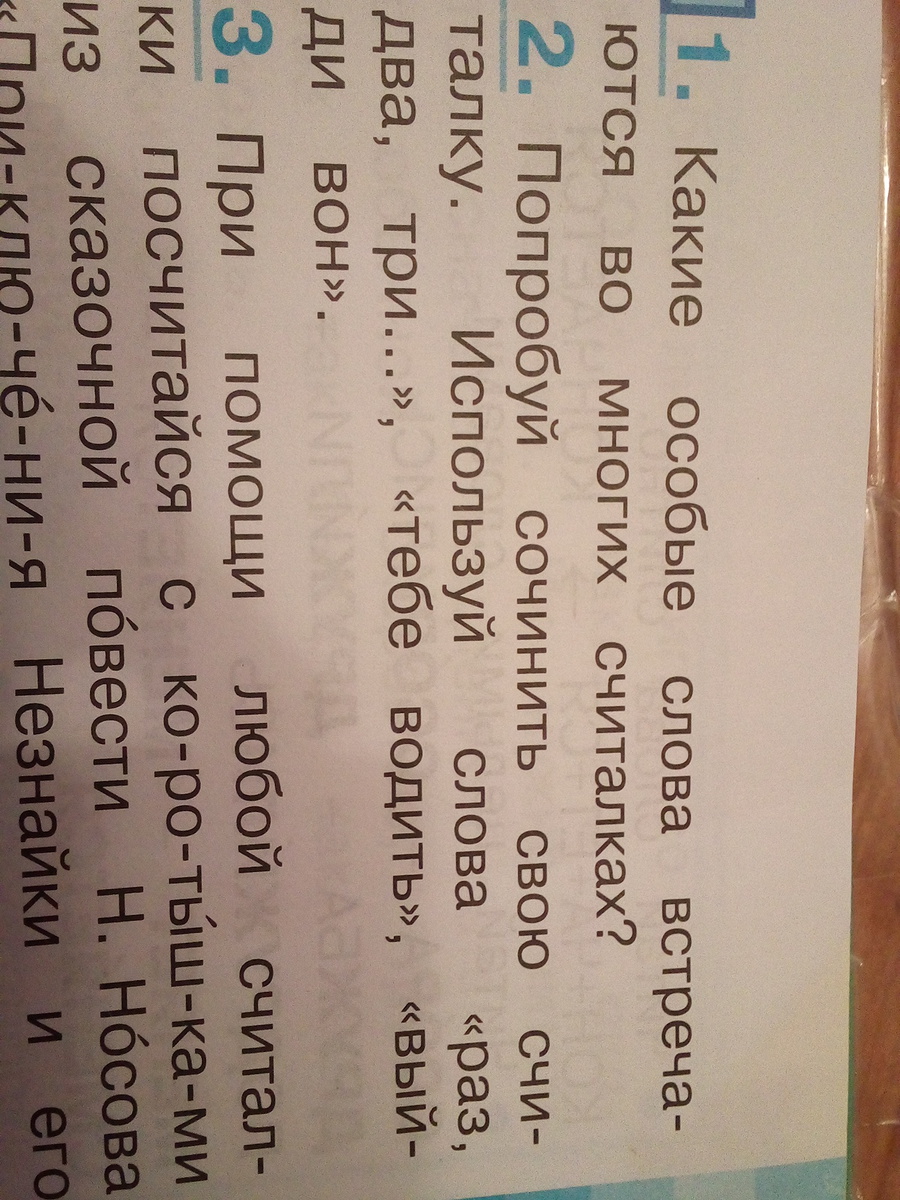 1. Какие особые слова встреча-
ются во многих считалках?
2. Попробуй сочинить свою счи-
талку. Используй слова «раз,
два, три...», «тебе водить», «вый-
ди вон».
3. При помощи любой считал-
ки посчитайся с ко-ро-ты́ш-ка-ми
из сказочной по́вести Н. Но́сова
«При-клю-че́-ни-я Незнайки и его